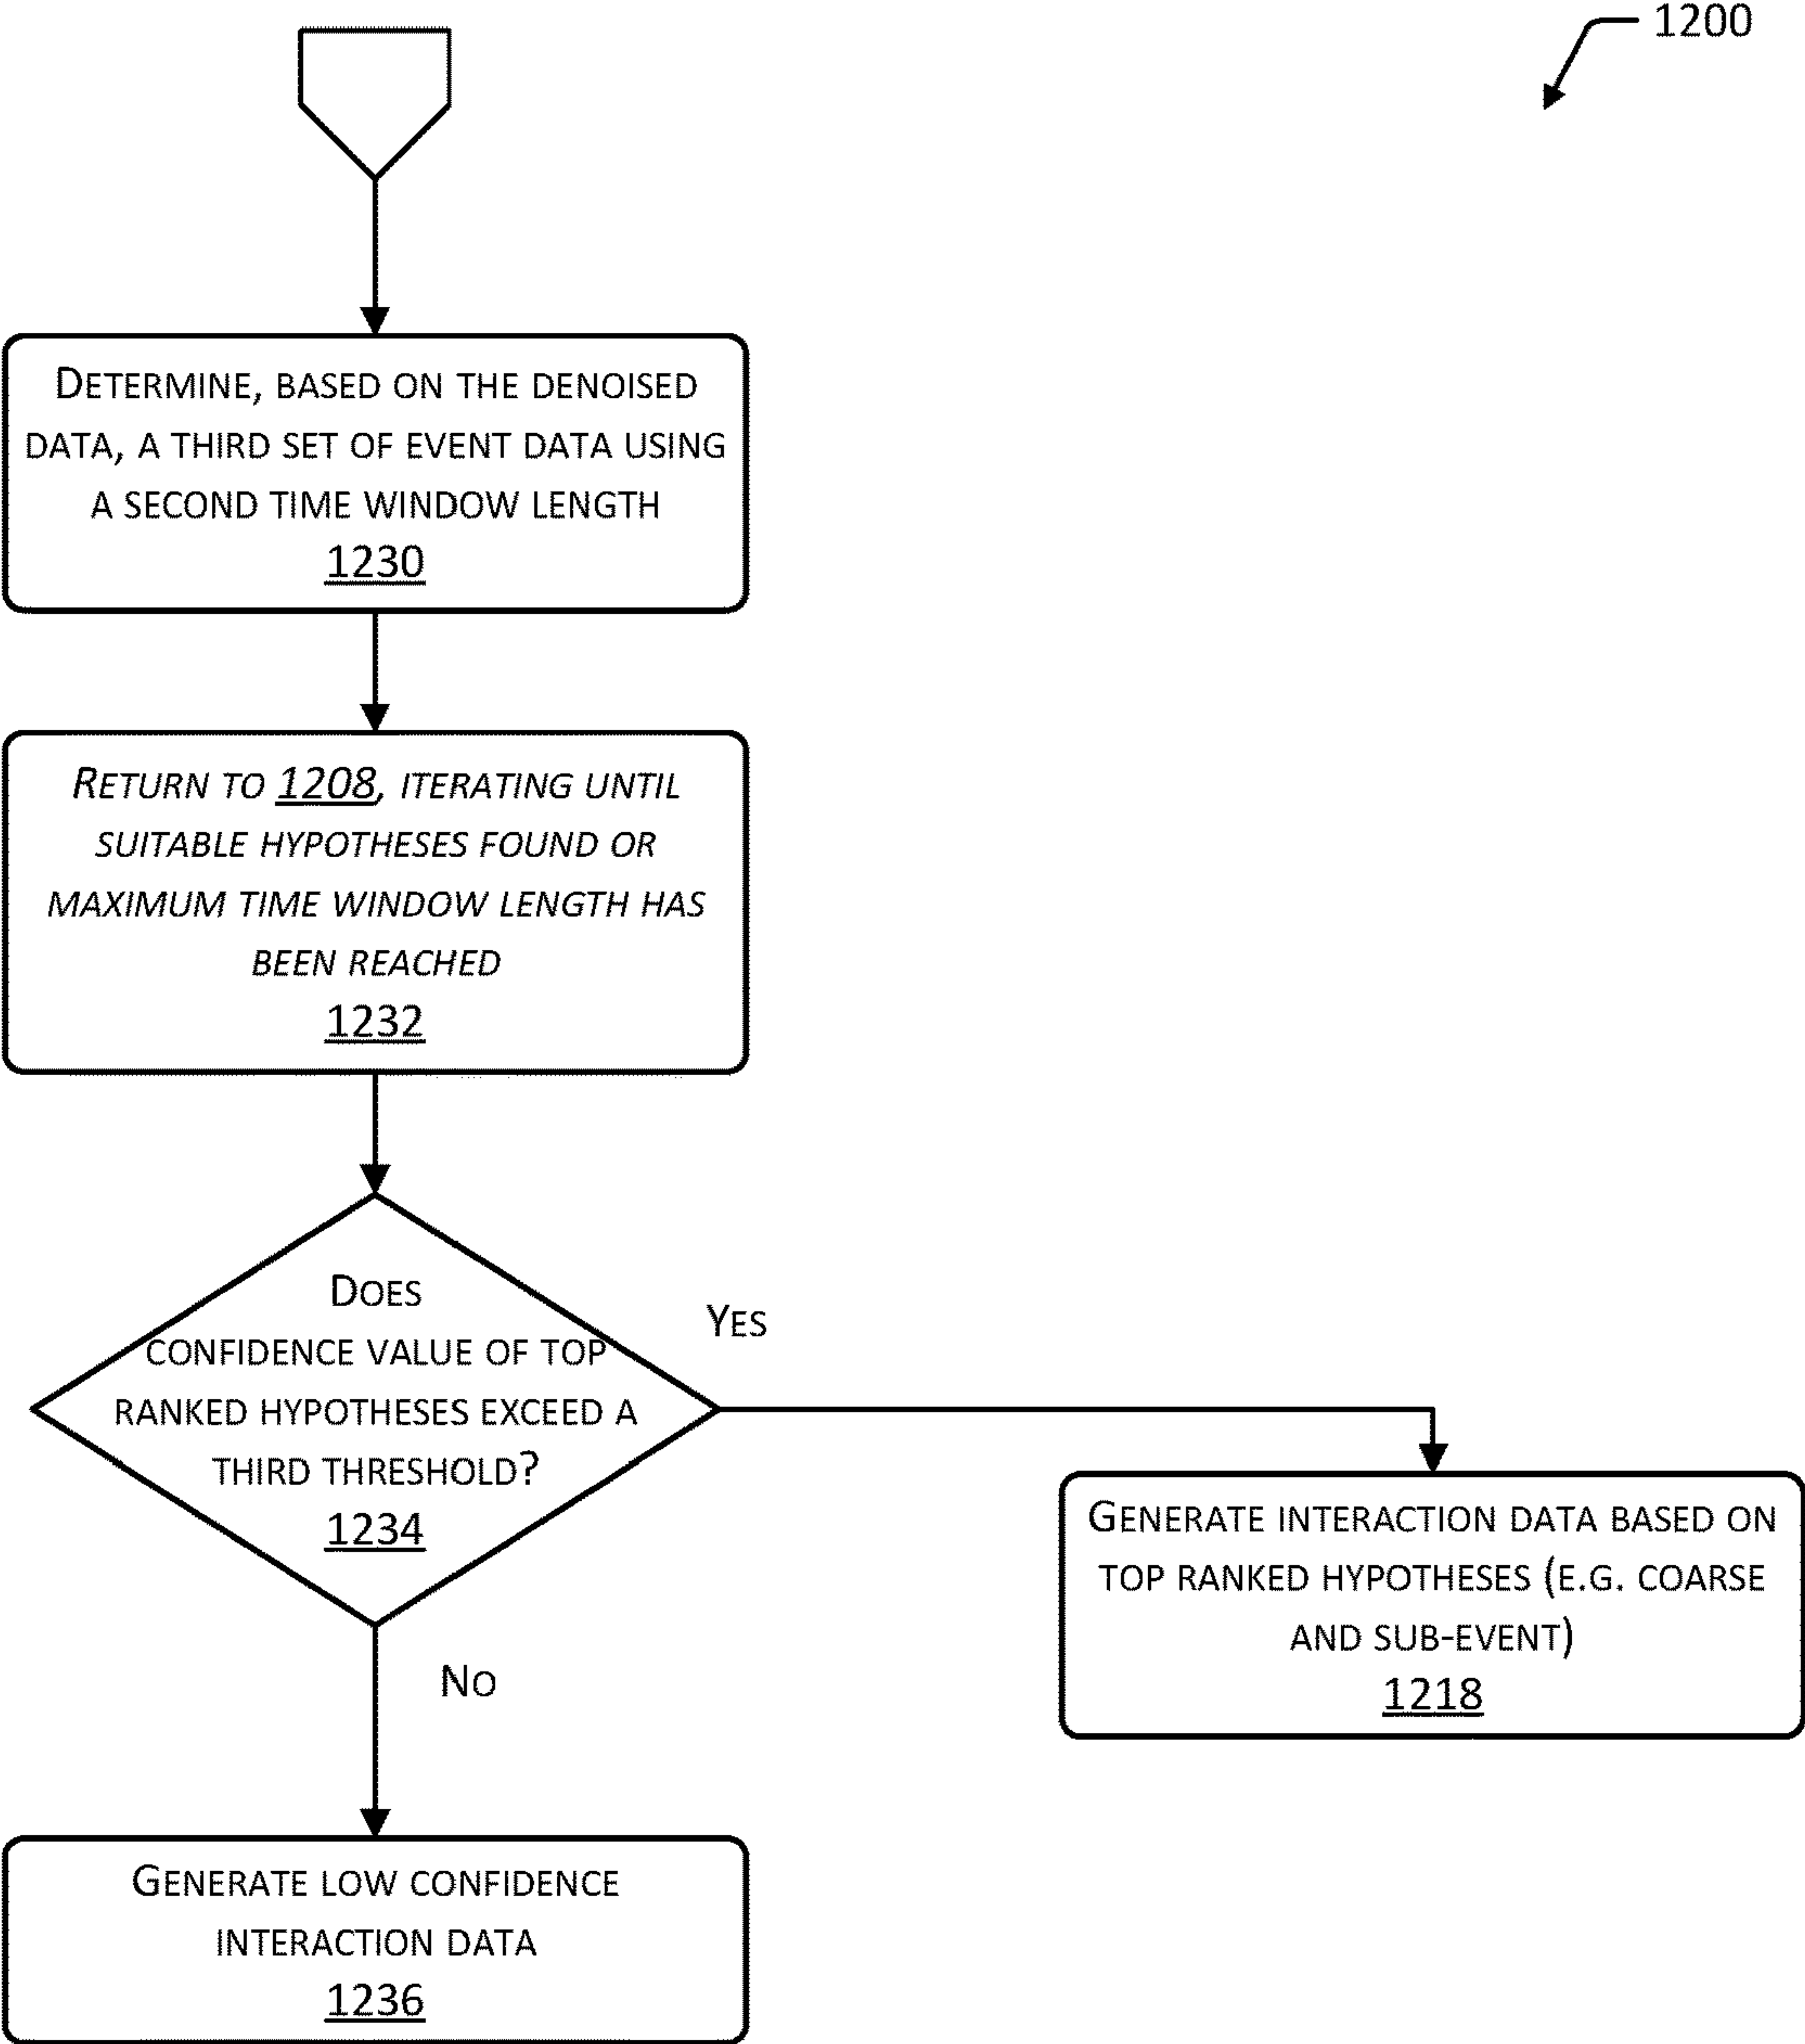 1200
DETERMINE, BASED ON THE DENOISED
DATA, A THIRD SET OF EVENT DATA USING
A SECOND TIME WINDOW LENGTH
1230
RETURN TO 1208, ITERATING UNTIL
SUITABLE HYPOTHESES FOUND OR
MAXIMUM TIME WINDOW LENGTH HAS
BEEN REACHED
1232
DOES
CONFIDENCE VALUE OF TOP
RANKED HYPOTHESES EXCEED A
THIRD THRESHOLD?
1234
YES
GENERATE INTERACTION DATA BASED ON
TOP RANKED HYPOTHESES (E.G. COARSE
AND SUB-EVENT)
1218
NO
GENERATE LOW CONFIDENCE
INTERACTION DATA
1236